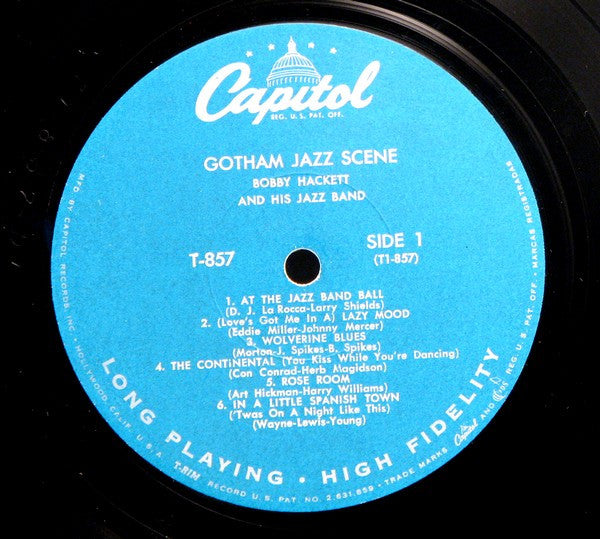 Capitol
REG. U. S. PAT. OFF.
GOTHAM JAZZ SCENE
BOBBY HACKETT
AND HIS JAZZ BAND
T-857
SIDE 1
(T1-857)
1. AT THE JAZZ BAND BALL
(D. J. La Rocca-Larry Shields)
2. (Love's Got Me In A) LAZY MOOD
(Eddie Miller-Johnny Mercer)
3. WOLVERINE BLUES
(Morton-J. Spikes-B. Spikes)
4. THE CONTINENTAL (You Kiss While You're Dancing)
(Con Conrad-Herb Magidson)
5. ROSE ROOM
(Art Hickman-Harry Williams)
6. IN A LITTLE SPANISH TOWN
('Twas On A Night Like This)
(Wayne-Lewis-Young)
LONG PLAYING • HIGH FIDELITY
MFD. BY CAPITOL RECORDS, INC. • HOLLYWOOD, CALIF. U. S. A. T-RIM RECORD U. S. PAT. NO. 2,631,859 • TRADE MARKS Capitol AND REG. U. S. PAT. OFF. • MARCAS REGISTRADAS